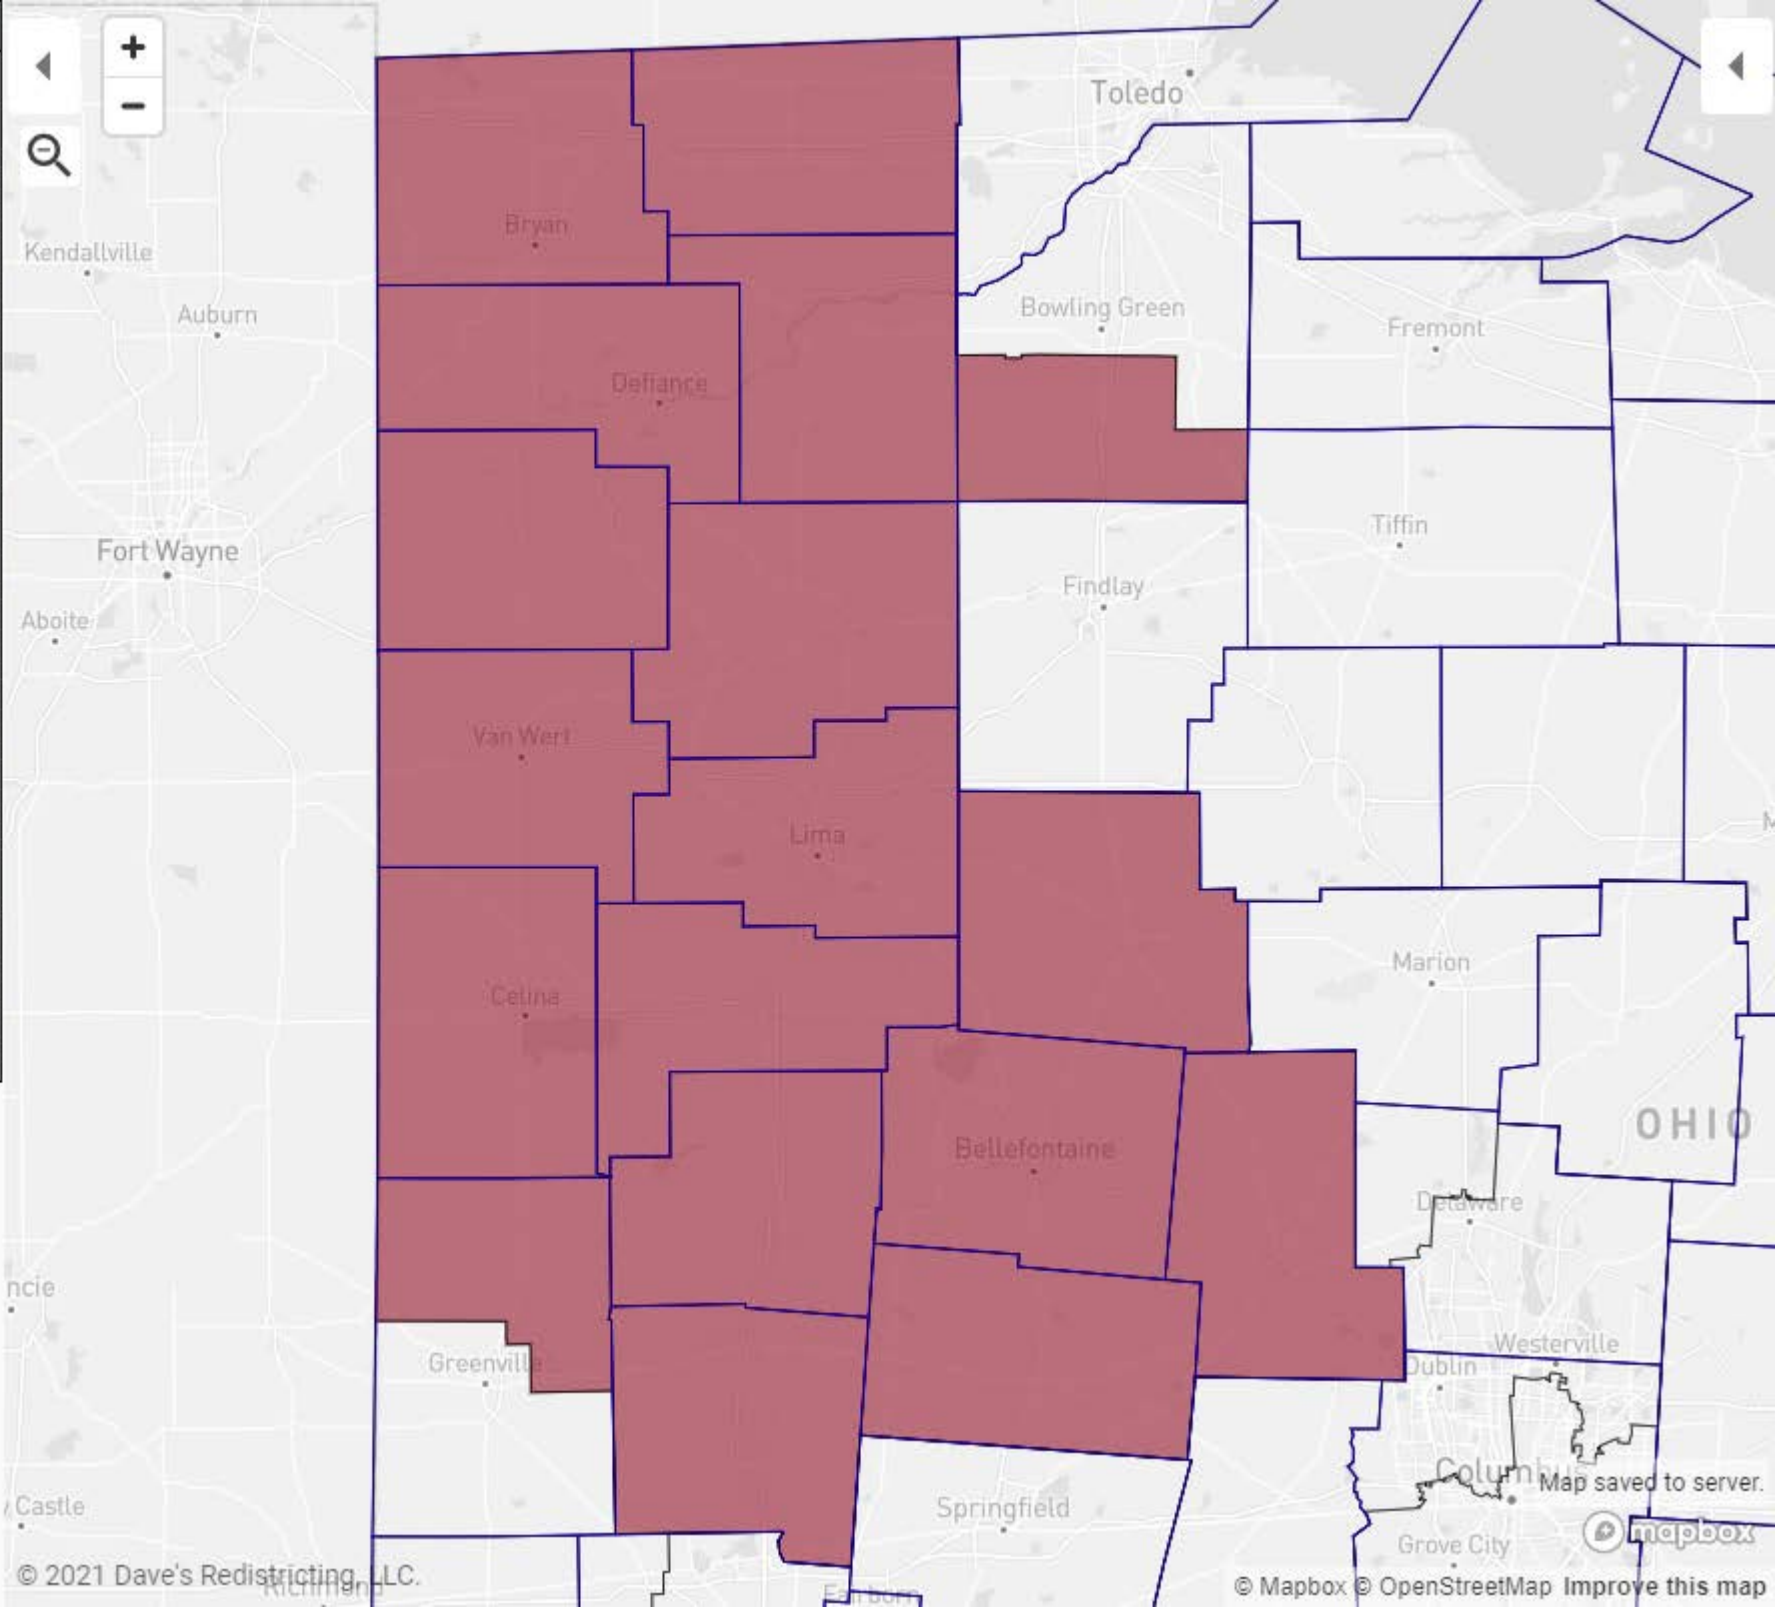 +
Toledo
−
Bryan
Kendallville
Auburn
Bowling Green
Fremont
Defiance
Tiffin
Fort Wayne
Findlay
Aboite
Van Wert
Lima
M
Marion
Celina
OHIO
Bellefontaine
Delaware
ncie
Westerville
Greenville
Dublin
Columbus
Map saved to server.
Castle
Springfield
mapbox
Grove City
© 2021 Dave's Redistricting, LLC.
Richmond
Fairborn
© Mapbox © OpenStreetMap Improve this map